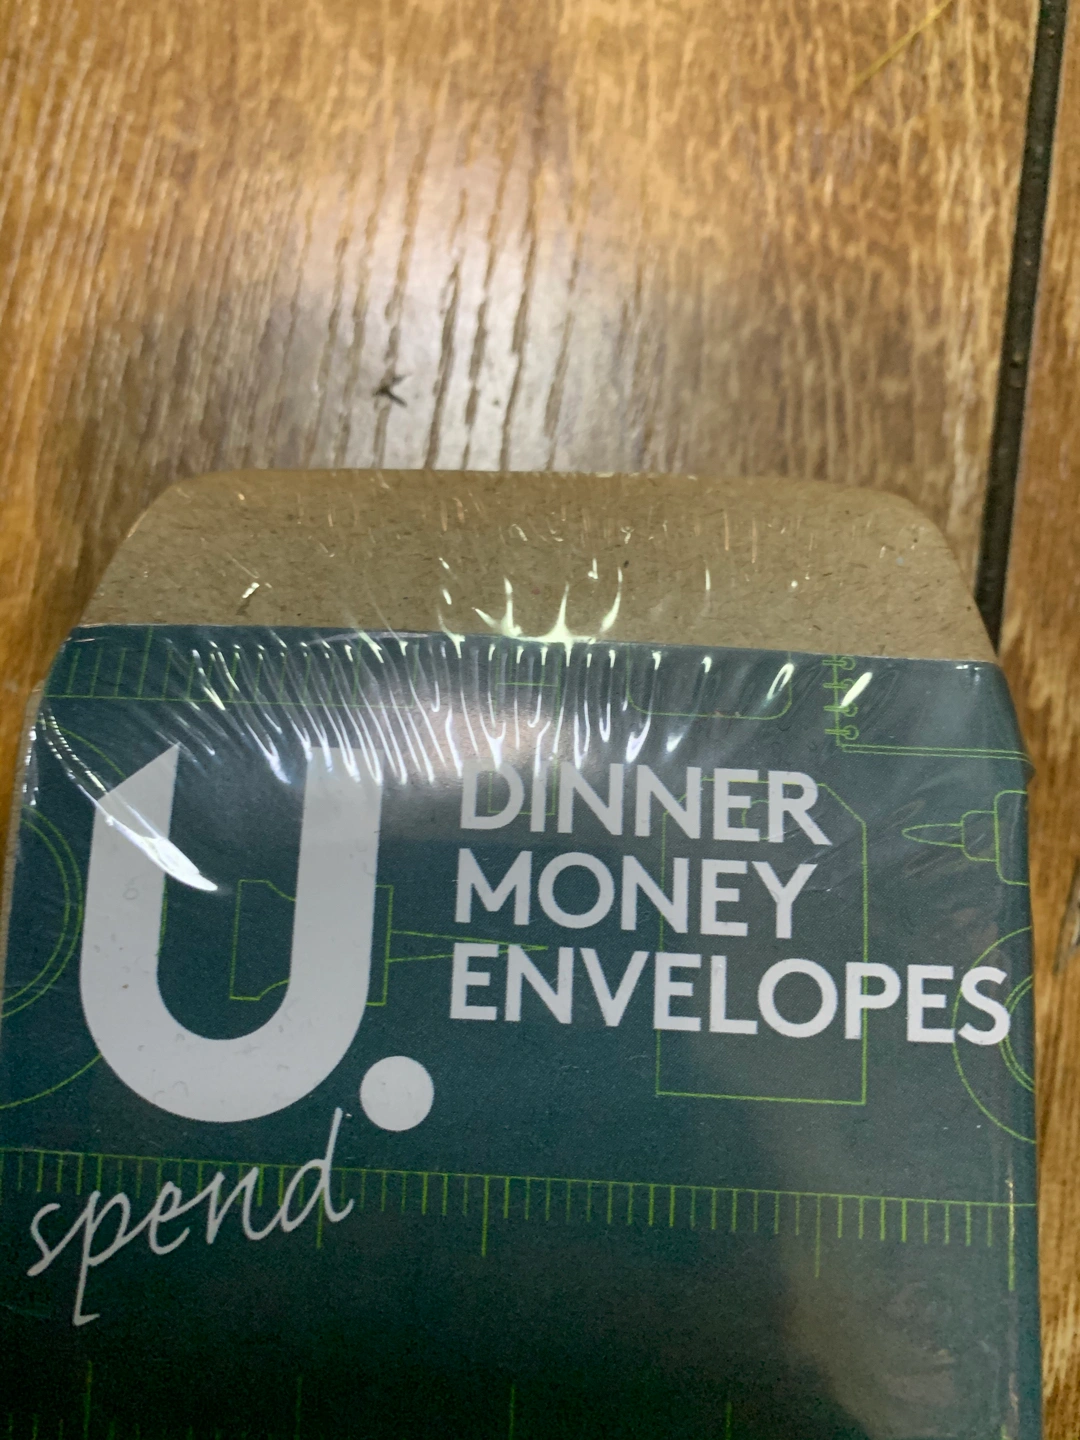 U.
spend
DINNER
MONEY
ENVELOPES